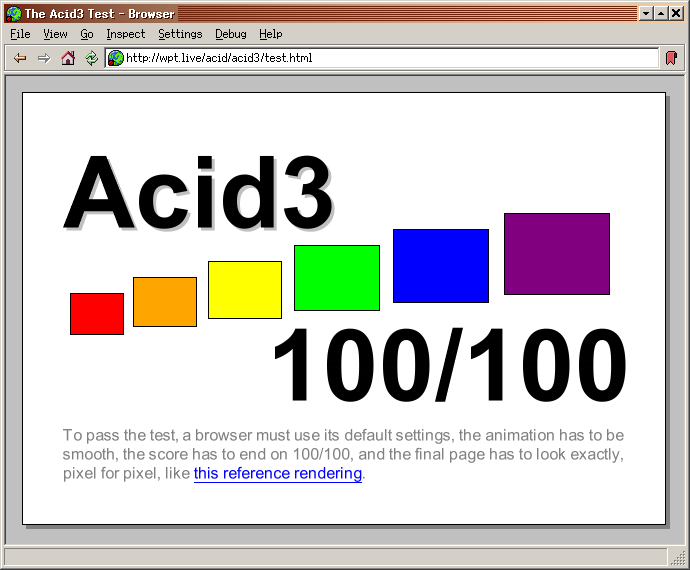 The Acid3 Test - Browser
File View Go Inspect Settings Debug Help
http://wpt.live/acid/acid3/test.html
Acid3
100/100
To pass the test, a browser must use its default settings, the animation has to be
smooth, the score has to end on 100/100, and the final page has to look exactly,
pixel for pixel, like this reference rendering.